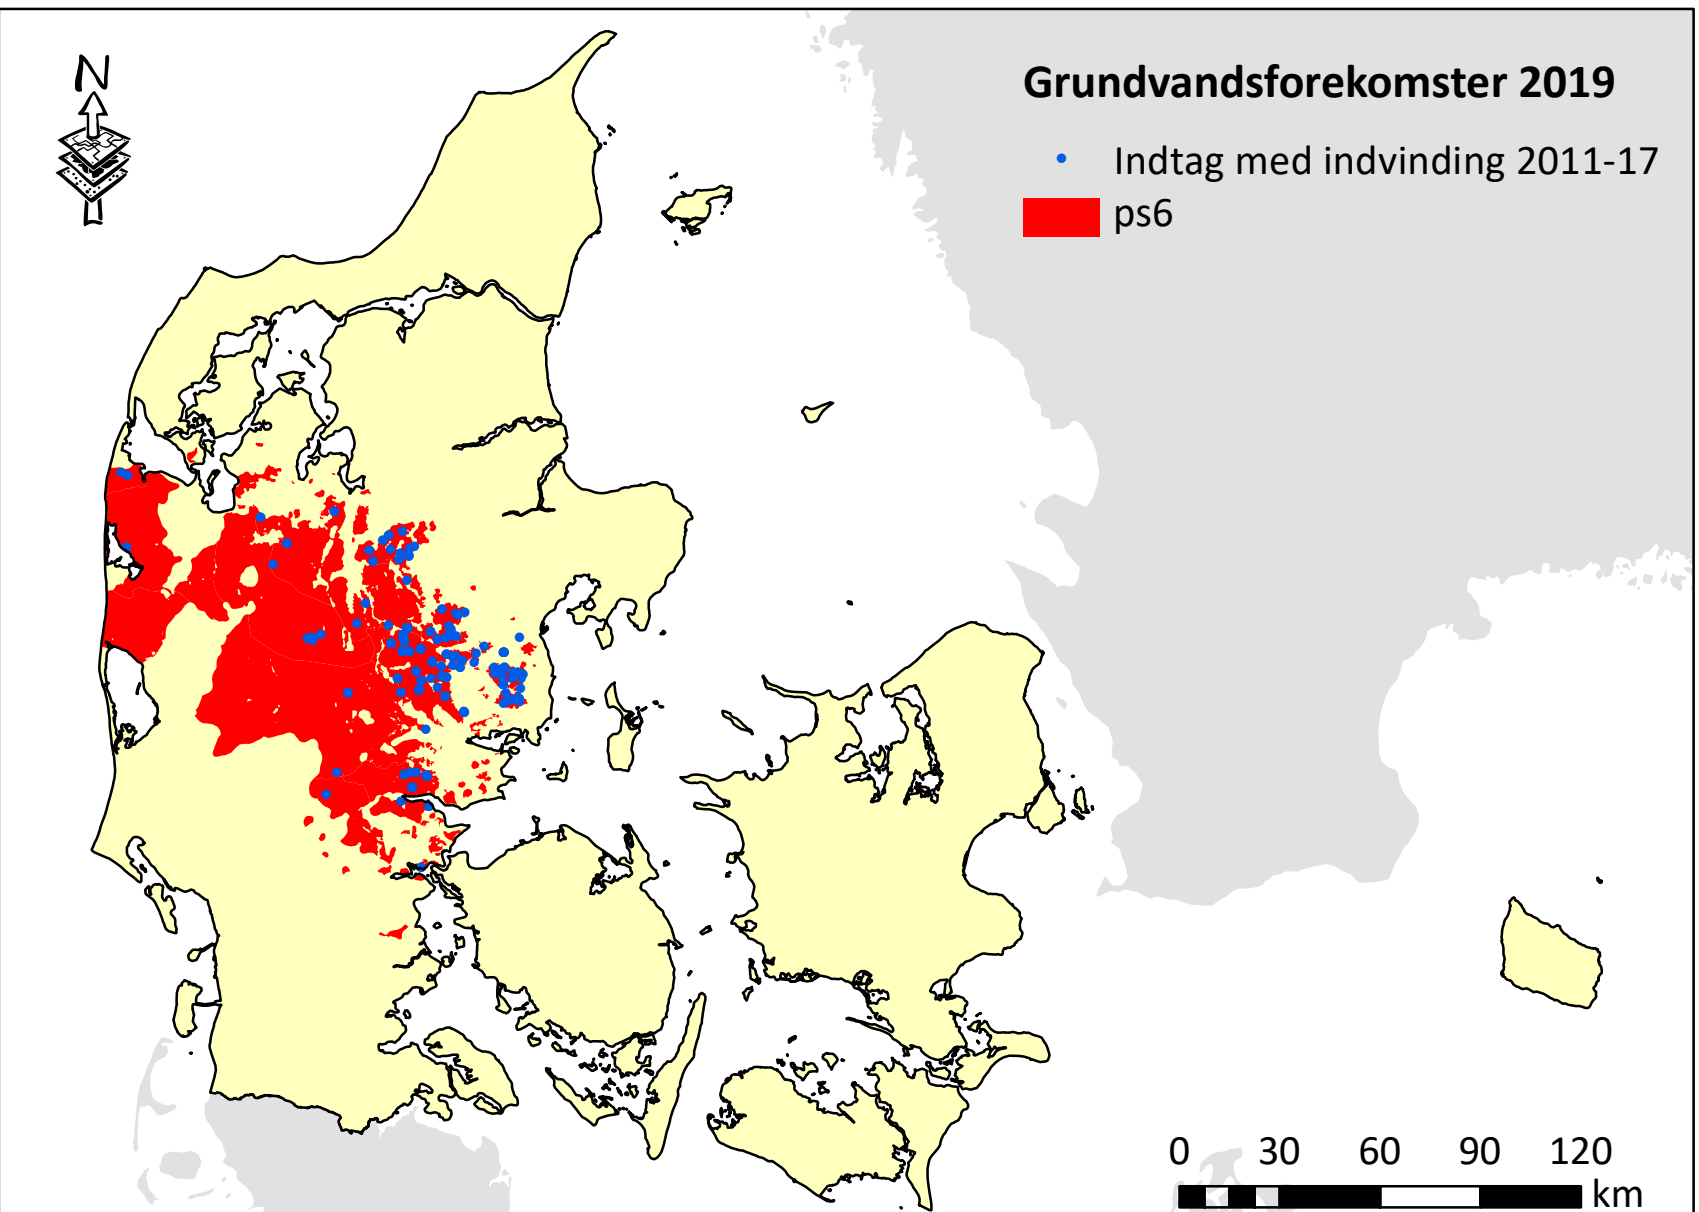 N
Grundvandsforekomster 2019
Indtag med indvinding 2011-17
ps6
0 30 60 90 120
km